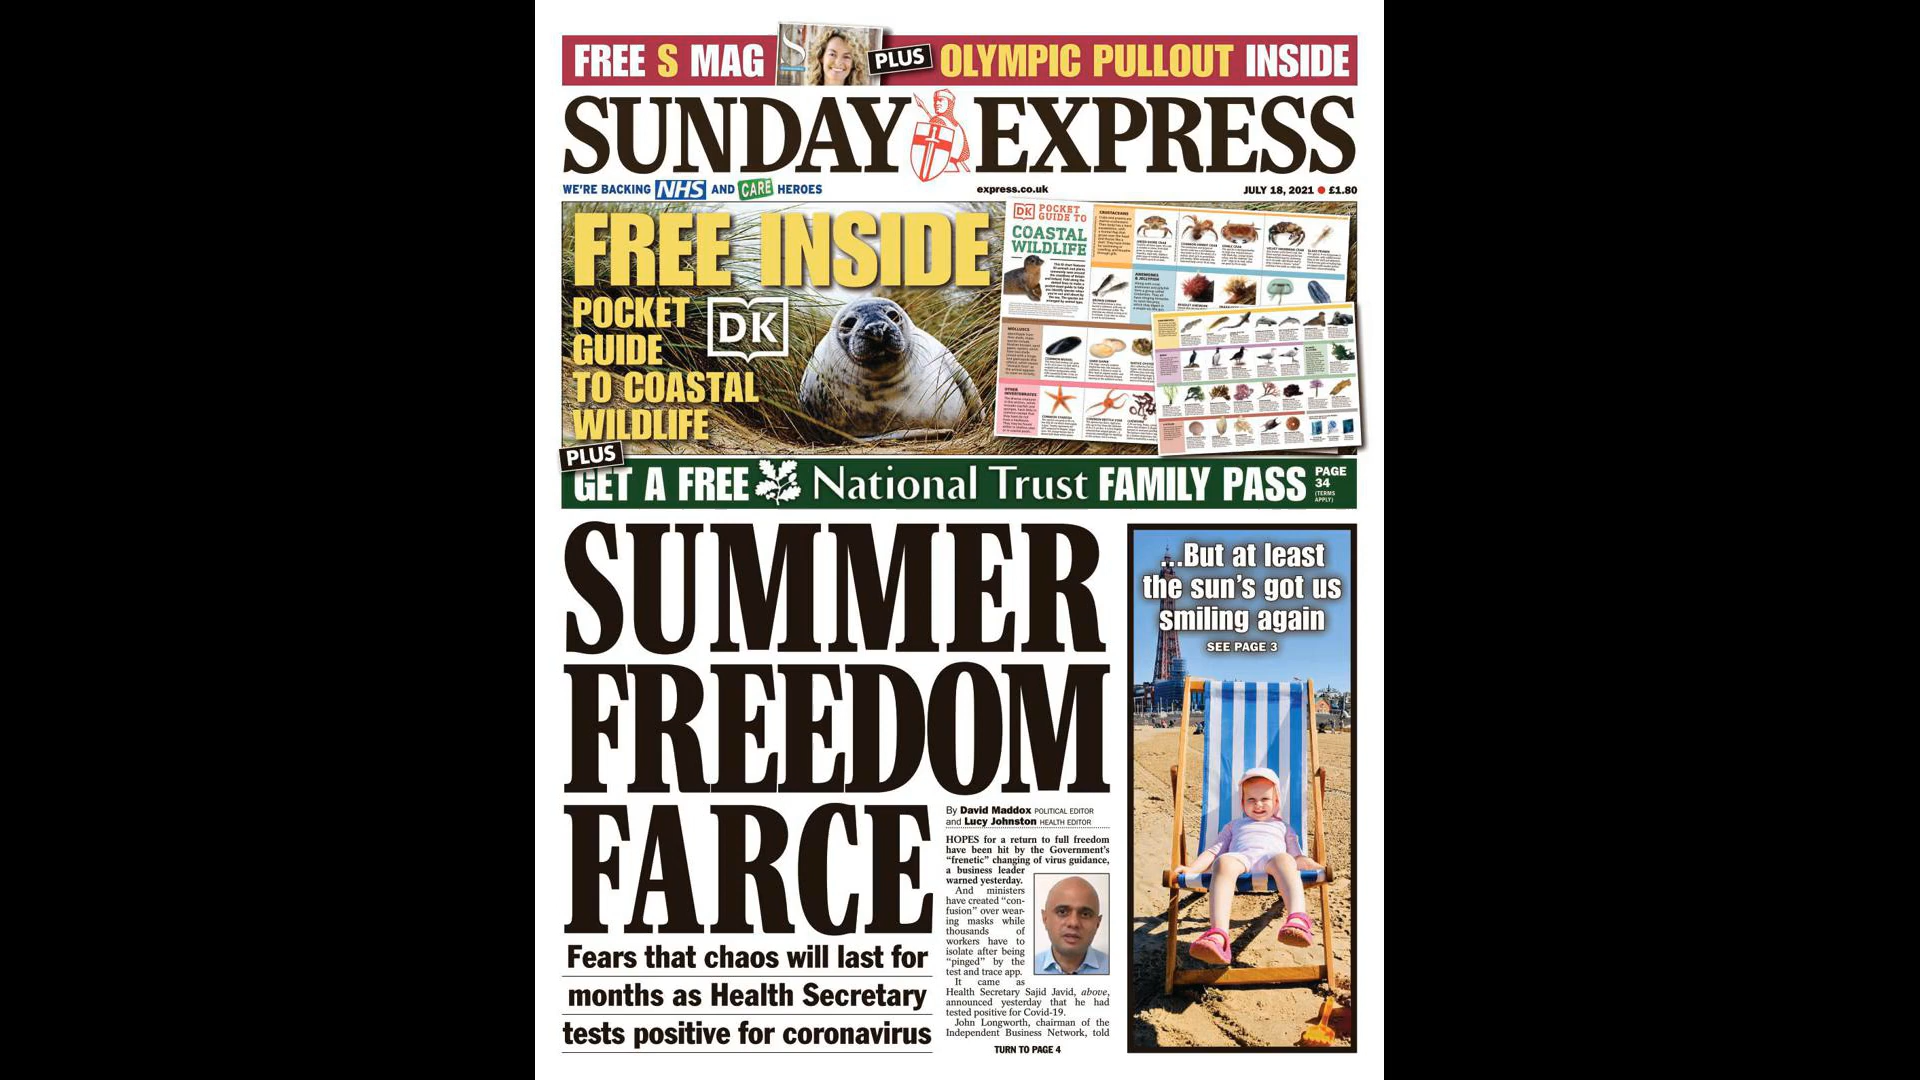 FREE S MAG
PLUS
OLYMPIC PULLOUT INSIDE
SUNDAY EXPRESS
WE'RE BACKING NHS AND CARE HEROES
express.co.uk
JULY 18, 2021 ● £1.80
FREE INSIDE
POCKET
GUIDE
TO COASTAL
WILDLIFE
DK
DK POCKET
GUIDE TO
COASTAL
WILDLIFE
CRUSTACEANS
ANEMONES
& JELLYFISH
MOLLUSCS
OTHER
INVERTEBRATES
PLUS
GET A FREE National Trust FAMILY PASS
PAGE
34
(TERMS
APPLY)
SUMMER
FREEDOM
FARCE
Fears that chaos will last for
months as Health Secretary
tests positive for coronavirus
By David Maddox POLITICAL EDITOR
and Lucy Johnston HEALTH EDITOR
HOPES for a return to full freedom
have been hit by the Government's
"frenetic" changing of virus guidance,
a business leader
warned yesterday.
And ministers
have created "con-
fusion" over wear-
ing masks while
thousands of
workers have to
isolate after being
"pinged" by the
test and trace app.
It came as
Health Secretary Sajid Javid, above,
announced yesterday that he had
tested positive for Covid-19.
John Longworth, chairman of the
Independent Business Network, told
TURN TO PAGE 4
...But at least
the sun's got us
smiling again
SEE PAGE 3